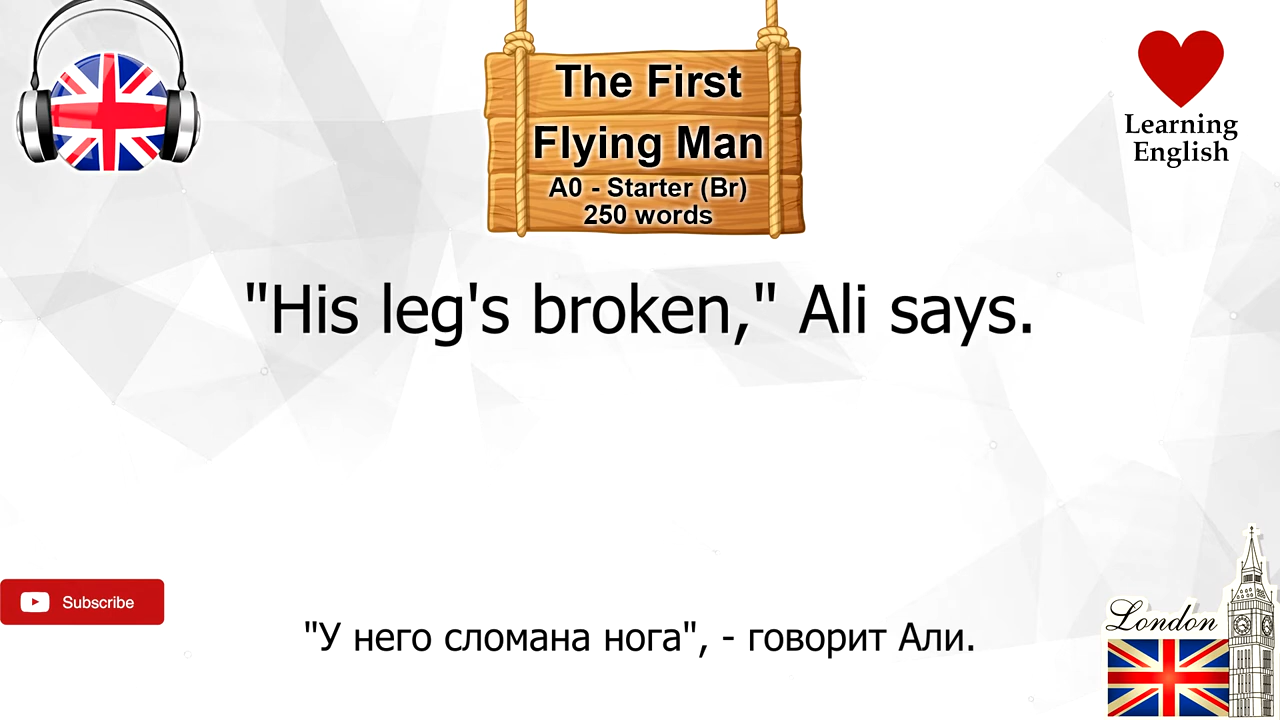 The First
Flying Man
A0 - Starter (Br)
250 words
Learning
English
"His leg's broken," Ali says.
Subscribe
"У него сломана нога", - говорит Али.
London